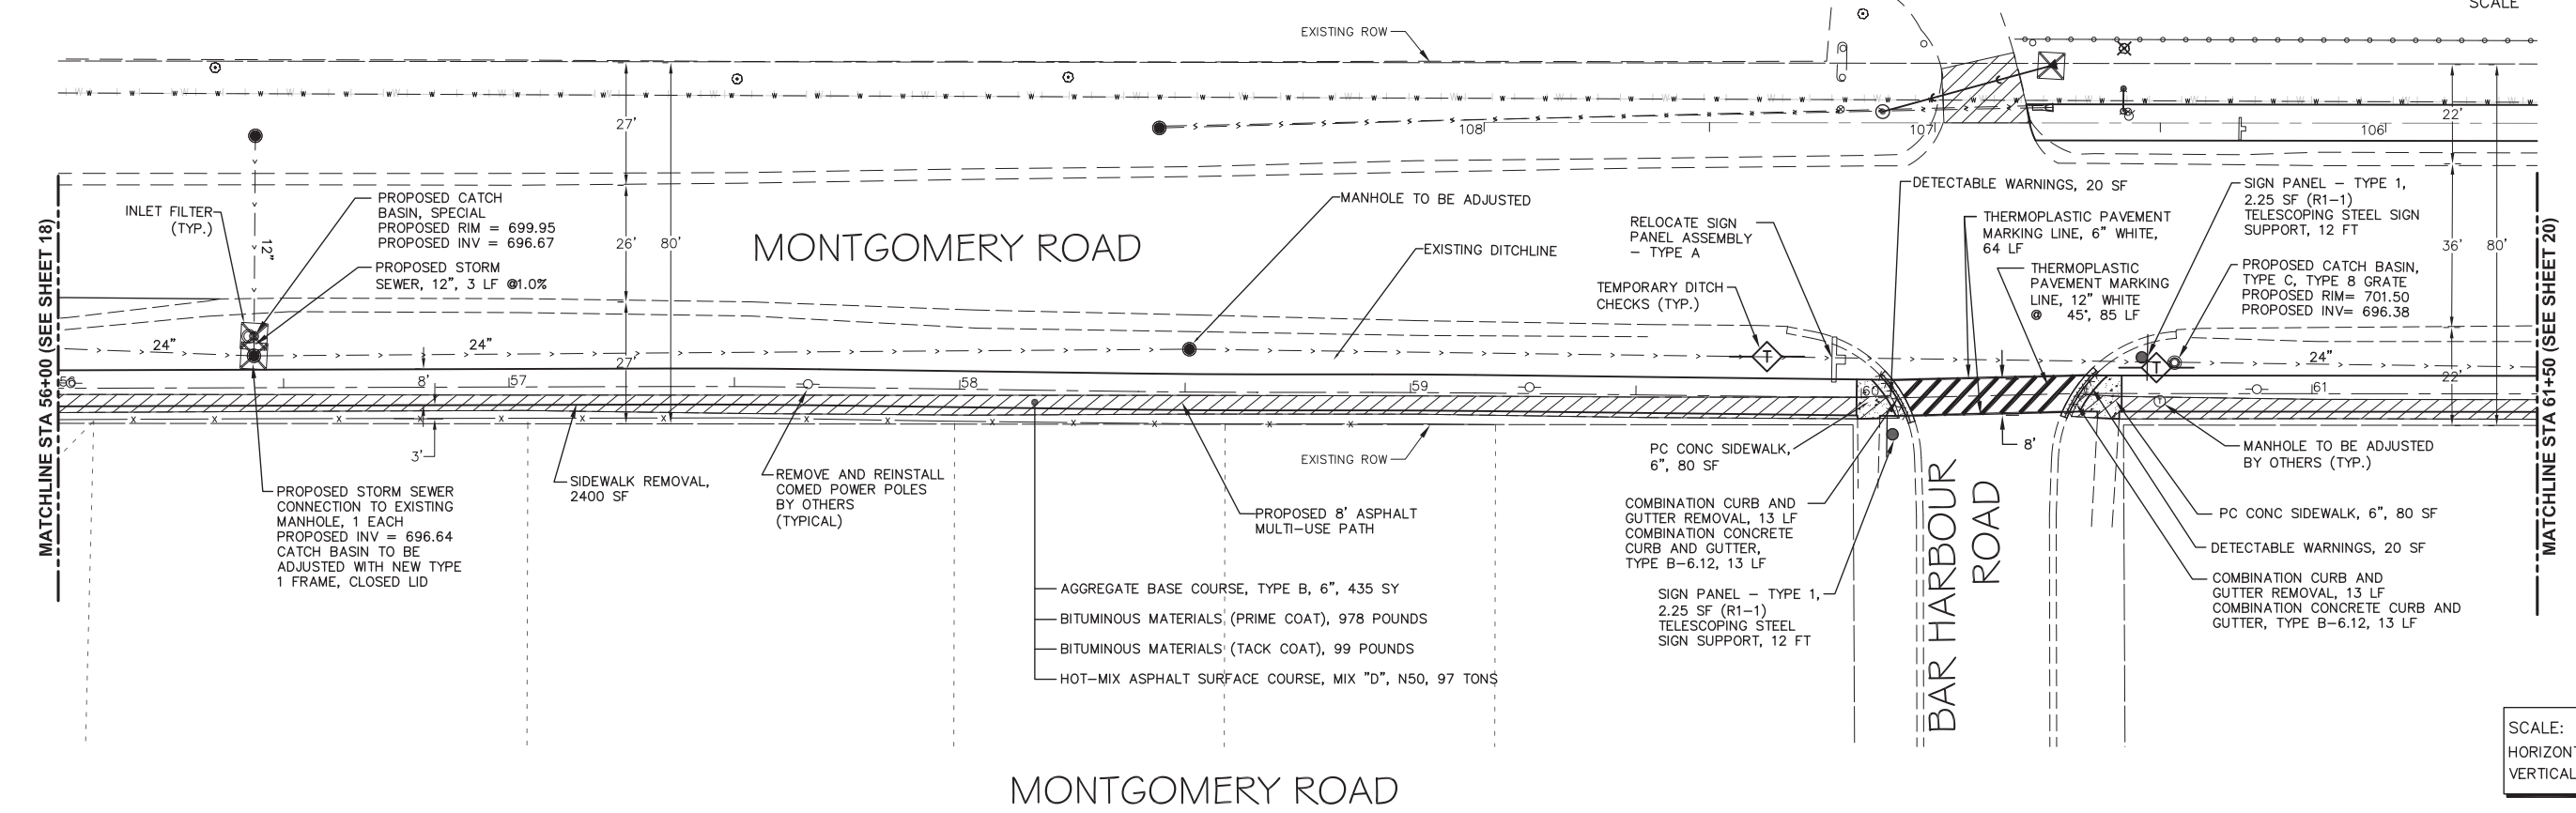 SCALE
EXISTING ROW
27'
108
107
106
22'
INLET FILTER
(TYP.)
PROPOSED CATCH
BASIN, SPECIAL
PROPOSED RIM = 699.95
PROPOSED INV = 696.67
PROPOSED STORM
SEWER, 12", 3 LF @1.0%
12"
26'
80'
MONTGOMERY ROAD
MANHOLE TO BE ADJUSTED
EXISTING DITCHLINE
RELOCATE SIGN
PANEL ASSEMBLY
- TYPE A
TEMPORARY DITCH
CHECKS (TYP.)
DETECTABLE WARNINGS, 20 SF
THERMOPLASTIC PAVEMENT
MARKING LINE, 6" WHITE,
64 LF
THERMOPLASTIC
PAVEMENT MARKING
LINE, 12" WHITE
@ 45°, 85 LF
SIGN PANEL - TYPE 1,
2.25 SF (R1-1)
TELESCOPING STEEL SIGN
SUPPORT, 12 FT
PROPOSED CATCH BASIN,
TYPE C, TYPE 8 GRATE
PROPOSED RIM= 701.50
PROPOSED INV= 696.38
36'
80'
MATCHLINE STA 56+00 (SEE SHEET 18)
MATCHLINE STA 61+50 (SEE SHEET 20)
24"
24"
27'
T
T
24"
22'
56
8'
57
58
59
60
61
3'
8'
PROPOSED STORM SEWER
CONNECTION TO EXISTING
MANHOLE, 1 EACH
PROPOSED INV = 696.64
CATCH BASIN TO BE
ADJUSTED WITH NEW TYPE
1 FRAME, CLOSED LID
SIDEWALK REMOVAL,
2400 SF
REMOVE AND REINSTALL
COMED POWER POLES
BY OTHERS
(TYPICAL)
PROPOSED 8' ASPHALT
MULTI-USE PATH
EXISTING ROW
AGGREGATE BASE COURSE, TYPE B, 6", 435 SY
BITUMINOUS MATERIALS (PRIME COAT), 978 POUNDS
BITUMINOUS MATERIALS (TACK COAT), 99 POUNDS
HOT-MIX ASPHALT SURFACE COURSE, MIX "D", N50, 97 TONS
PC CONC SIDEWALK,
6", 80 SF
COMBINATION CURB AND
GUTTER REMOVAL, 13 LF
COMBINATION CONCRETE
CURB AND GUTTER,
TYPE B-6.12, 13 LF
SIGN PANEL - TYPE 1,
2.25 SF (R1-1)
TELESCOPING STEEL
SIGN SUPPORT, 12 FT
BAR HARBOUR
ROAD
MANHOLE TO BE ADJUSTED
BY OTHERS (TYP.)
PC CONC SIDEWALK, 6", 80 SF
DETECTABLE WARNINGS, 20 SF
COMBINATION CURB AND
GUTTER REMOVAL, 13 LF
COMBINATION CONCRETE CURB AND
GUTTER, TYPE B-6.12, 13 LF
MONTGOMERY ROAD
SCALE:
HORIZONT
VERTICAL